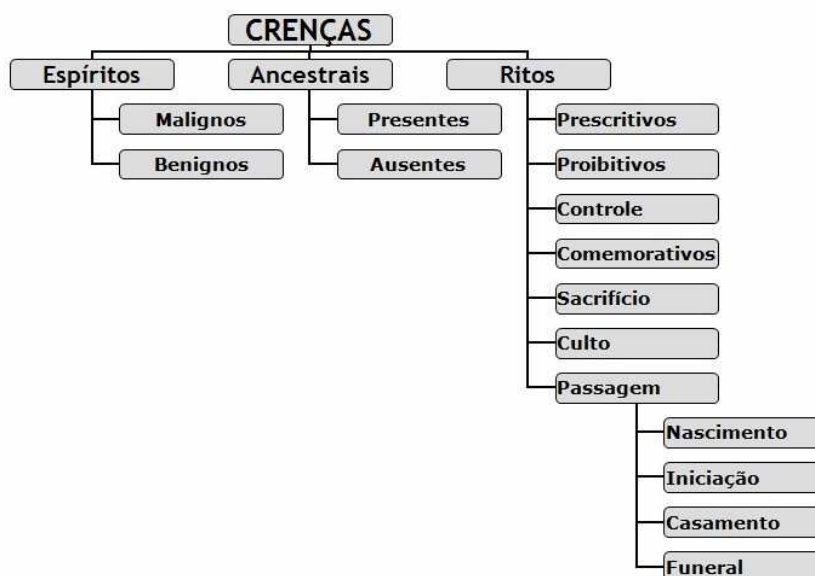 CRENÇAS
Espíritos
Ancestrais
Ritos
Malignos
Benignos
Presentes
Ausentes
Prescritivos
Proibitivos
Controle
Comemorativos
Sacrifício
Culto
Passagem
Nascimento
Iniciação
Casamento
Funeral